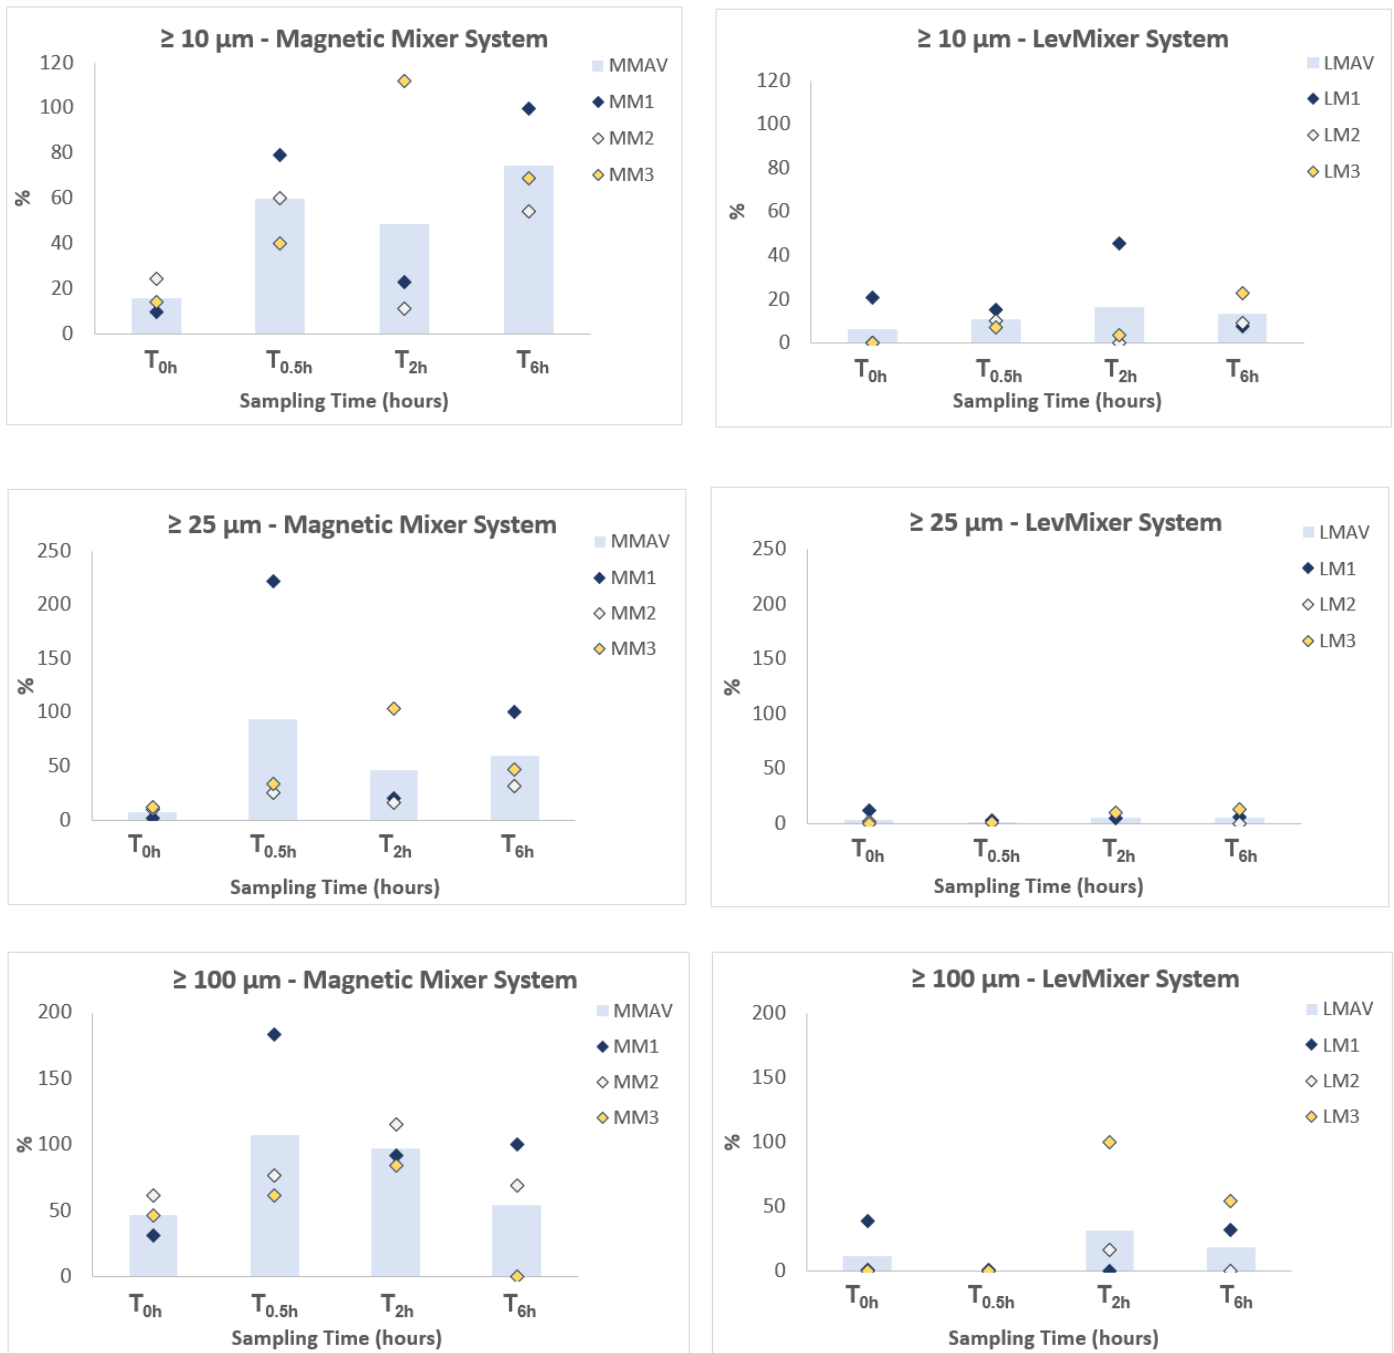 ≥ 10 µm - Magnetic Mixer System
120
100
80
60
40
20
0
%
T0h
T0.5h
T2h
T6h
Sampling Time (hours)
MMAV
MM1
MM2
MM3
≥ 10 µm - LevMixer System
120
100
80
60
40
20
0
%
T0h
T0.5h
T2h
T6h
Sampling Time (hours)
LMAV
LM1
LM2
LM3
≥ 25 µm - Magnetic Mixer System
250
200
150
100
50
0
%
T0h
T0.5h
T2h
T6h
Sampling Time (hours)
MMAV
MM1
MM2
MM3
≥ 25 µm - LevMixer System
250
200
150
100
50
0
%
T0h
T0.5h
T2h
T6h
Sampling Time (hours)
LMAV
LM1
LM2
LM3
≥ 100 µm - Magnetic Mixer System
200
150
100
50
0
%
T0h
T0.5h
T2h
T6h
Sampling Time (hours)
MMAV
MM1
MM2
MM3
≥ 100 µm - LevMixer System
200
150
100
50
0
%
T0h
T0.5h
T2h
T6h
Sampling Time (hours)
LMAV
LM1
LM2
LM3